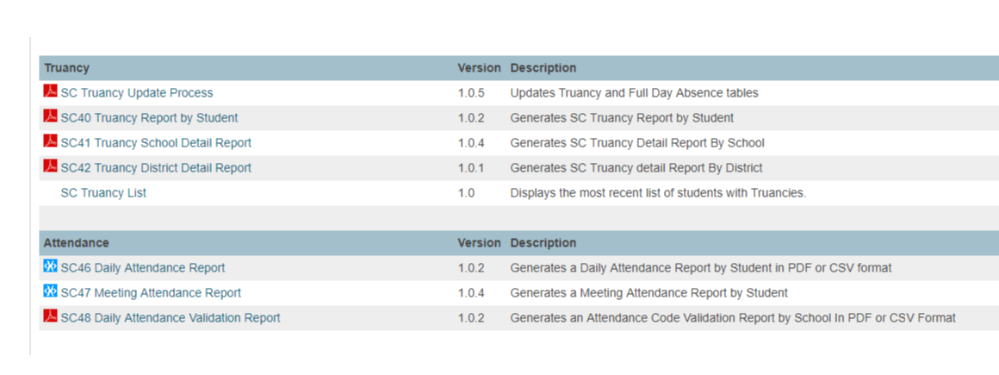 Truancy Version Description
SC Truancy Update Process 1.0.5 Updates Truancy and Full Day Absence tables
SC40 Truancy Report by Student 1.0.2 Generates SC Truancy Report by Student
SC41 Truancy School Detail Report 1.0.4 Generates SC Truancy Detail Report By School
SC42 Truancy District Detail Report 1.0.1 Generates SC Truancy detail Report By District
SC Truancy List 1.0 Displays the most recent list of students with Truancies.
Attendance Version Description
SC46 Daily Attendance Report 1.0.2 Generates a Daily Attendance Report by Student in PDF or CSV format
SC47 Meeting Attendance Report 1.0.4 Generates a Meeting Attendance Report by Student
SC48 Daily Attendance Validation Report 1.0.2 Generates an Attendance Code Validation Report by School In PDF or CSV Format